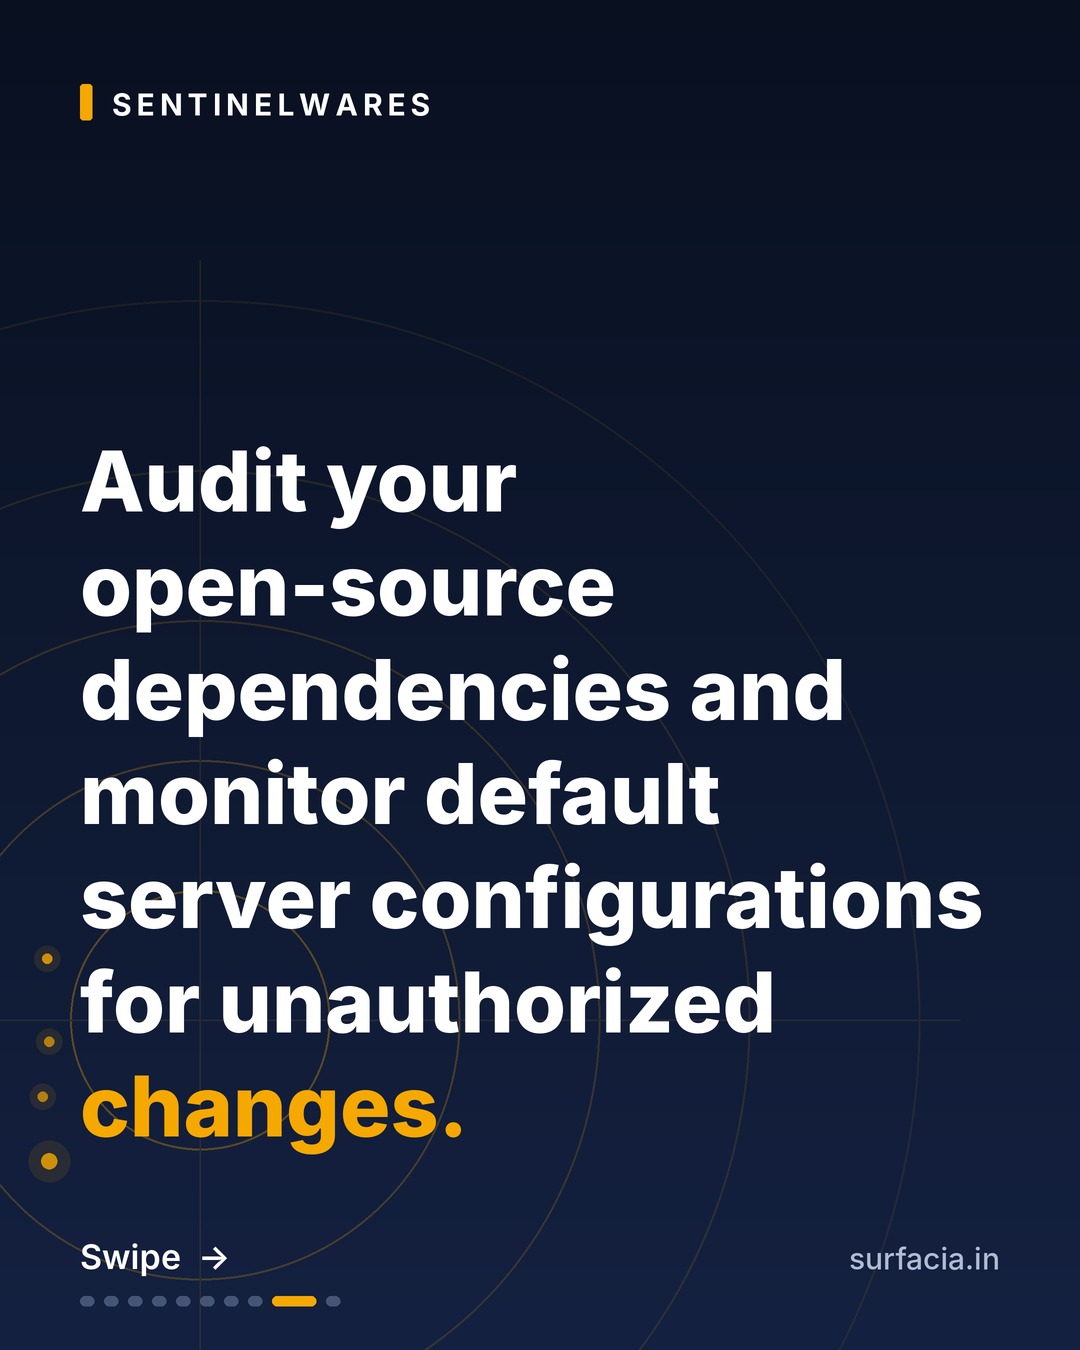 SENTINELWARES
Audit your
open-source
dependencies and
monitor default
server configurations
for unauthorized
changes.
Swipe →
surfacia.in